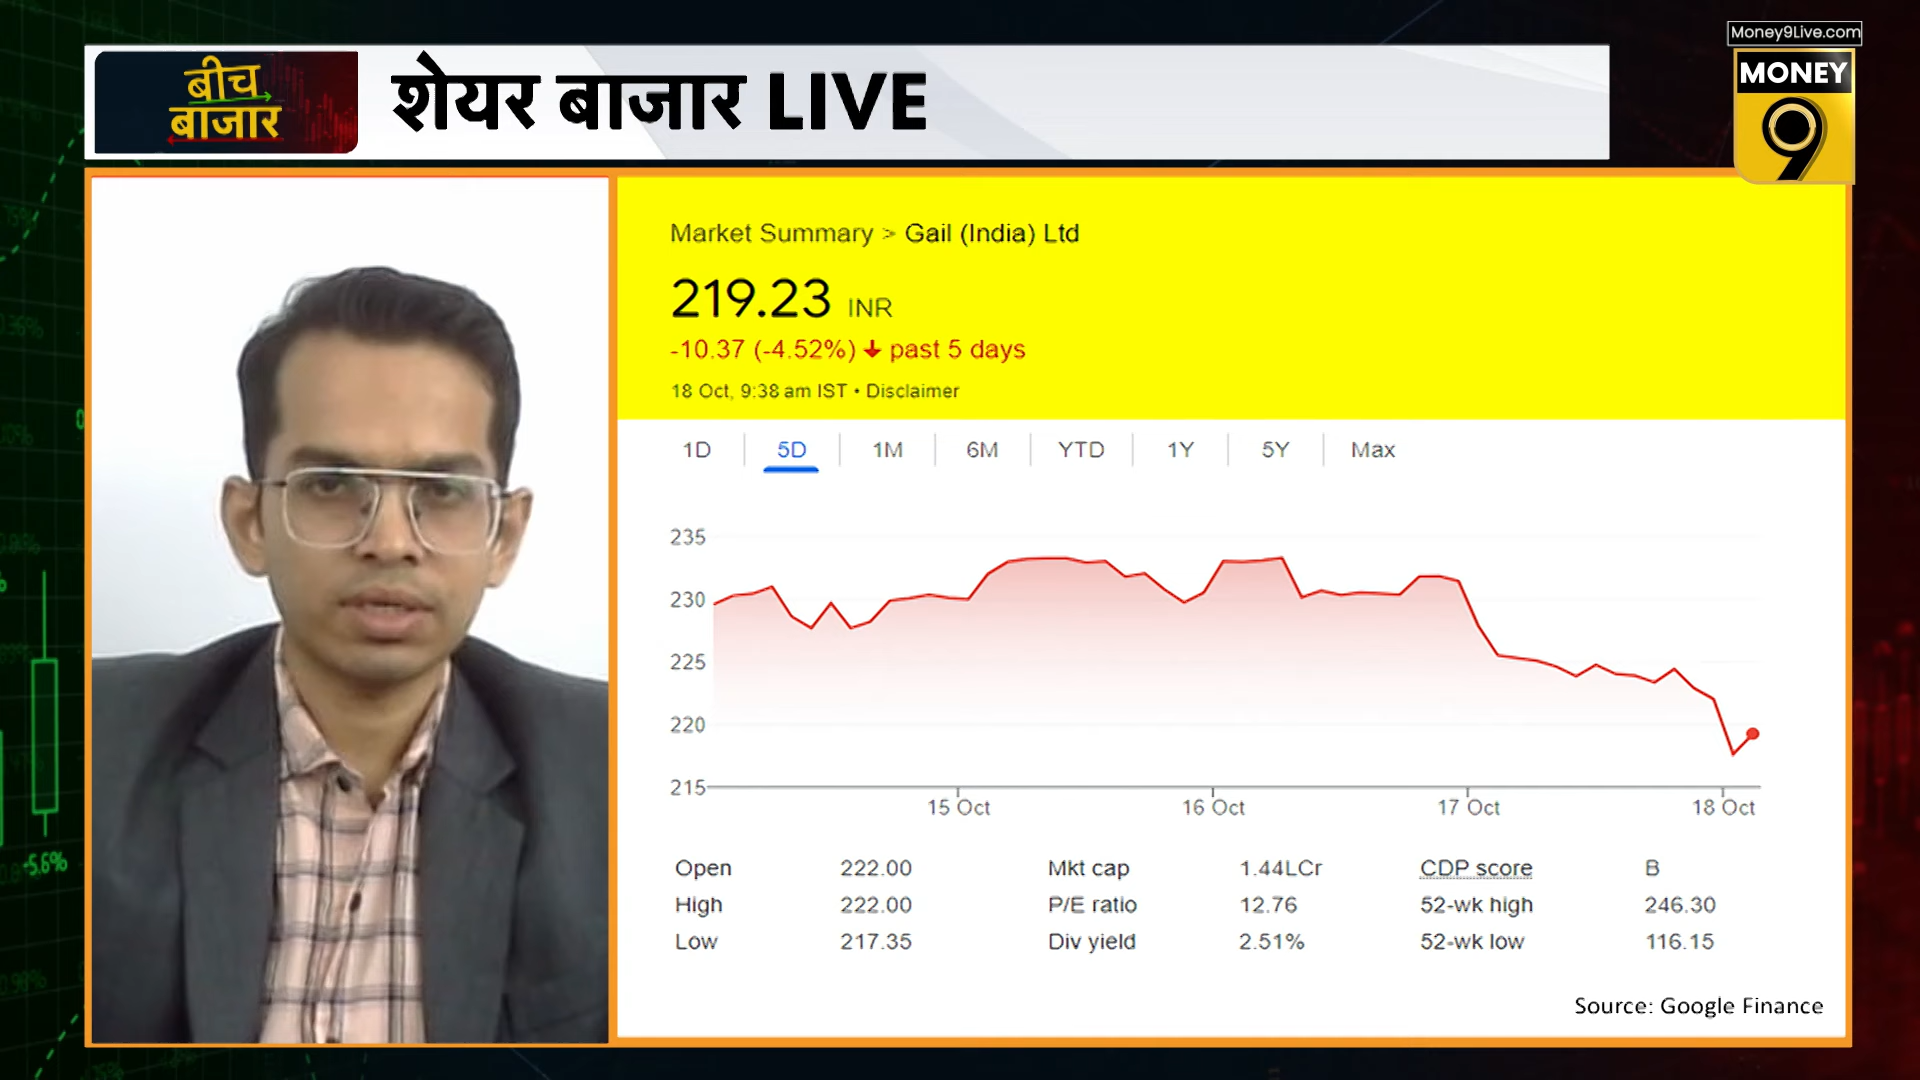 Money9Live.com
MONEY
9
बीच
बाजार
शेयर बाजार LIVE
Market Summary > Gail (India) Ltd
219.23 INR
-10.37 (-4.52%) ↓ past 5 days
18 Oct, 9:38 am IST • Disclaimer
1D 5D 1M 6M YTD 1Y 5Y Max
235
230
225
220
215
15 Oct 16 Oct 17 Oct 18 Oct
Open 222.00 Mkt cap 1.44LCr CDP score B
High 222.00 P/E ratio 12.76 52-wk high 246.30
Low 217.35 Div yield 2.51% 52-wk low 116.15
Source: Google Finance
-5.6%